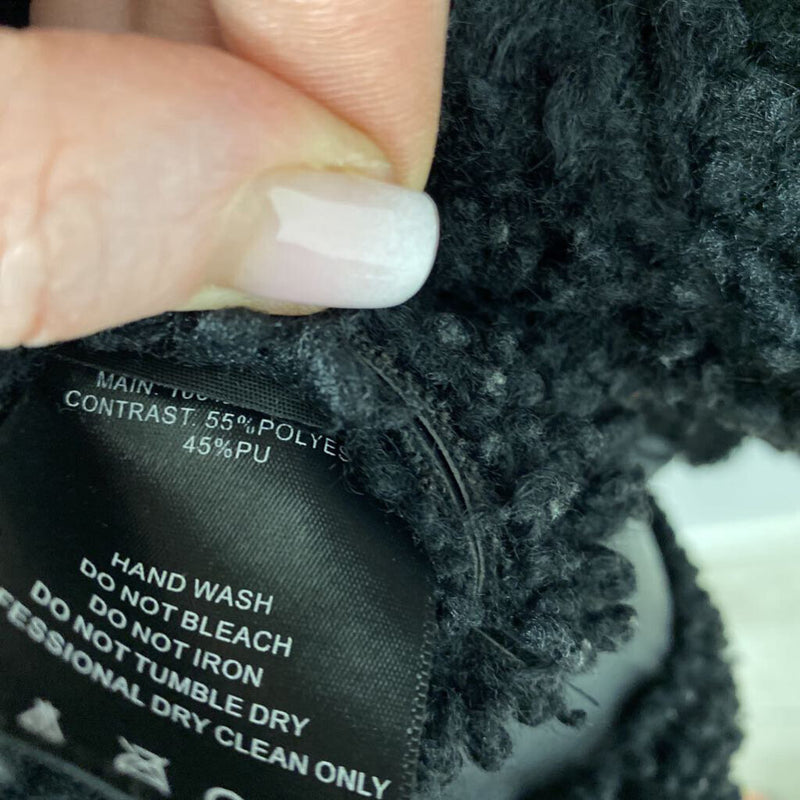 MAIN:
CONTRAST. 55%POLYES
45%PU
HAND WASH
DO NOT BLEACH
DO NOT IRON
DO NOT TUMBLE DRY
FESSIONAL DRY CLEAN ONLY